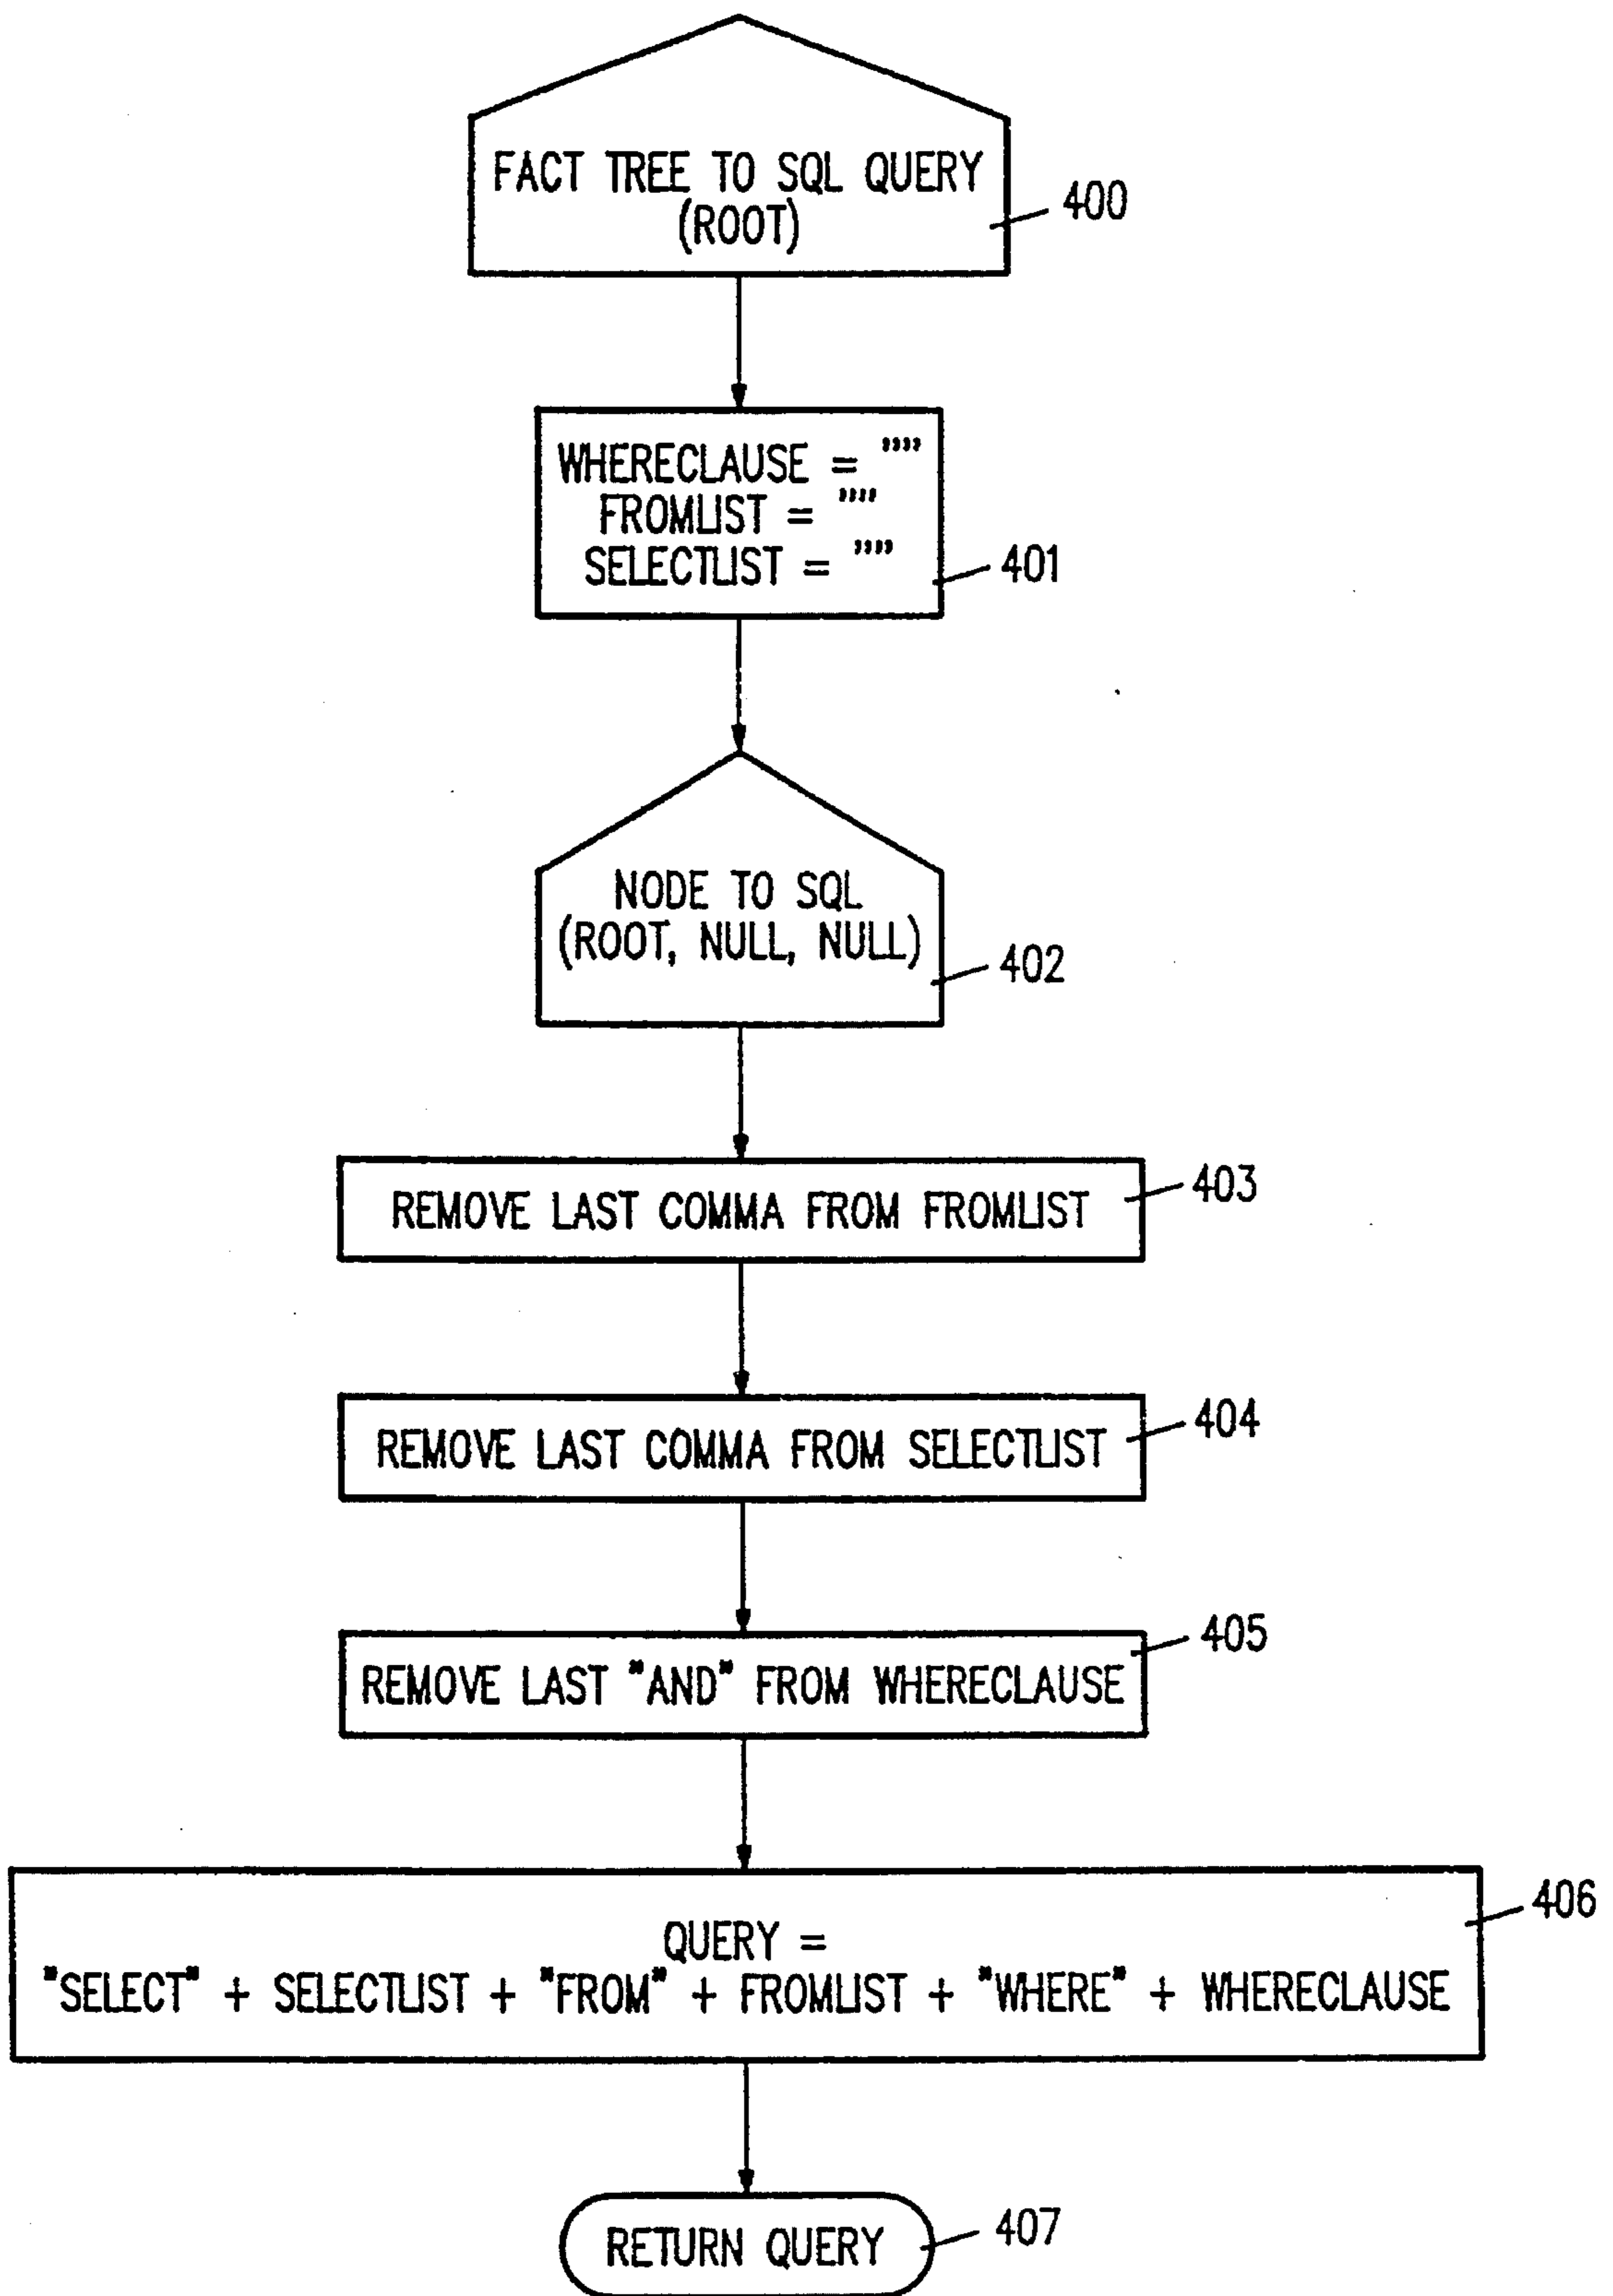 FACT TREE TO SQL QUERY
(ROOT)
400
WHERECLAUSE = ""
FROMLIST = ""
SELECTLIST = ""
401
NODE TO SQL
(ROOT, NULL, NULL)
402
REMOVE LAST COMMA FROM FROMLIST
403
REMOVE LAST COMMA FROM SELECTLIST
404
REMOVE LAST "AND" FROM WHERECLAUSE
405
QUERY =
"SELECT" + SELECTLIST + "FROM" + FROMLIST + "WHERE" + WHERECLAUSE
406
RETURN QUERY
407